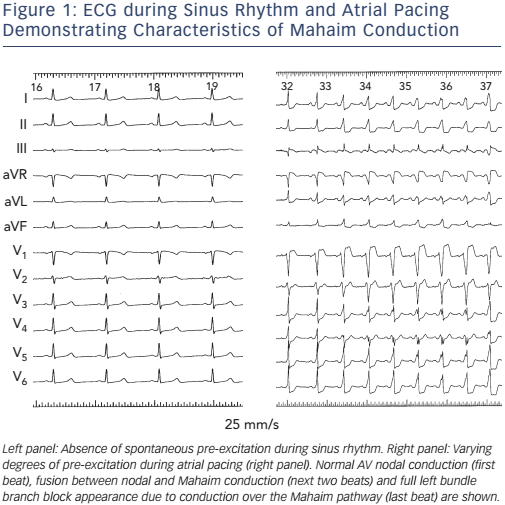 Figure 1: ECG during Sinus Rhythm and Atrial Pacing
Demonstrating Characteristics of Mahaim Conduction
16 17 18 19
32 33 34 35 36 37
I
II
III
aVR
aVL
aVF
V1
V2
V3
V4
V5
V6
25 mm/s
Left panel: Absence of spontaneous pre-excitation during sinus rhythm. Right panel: Varying
degrees of pre-excitation during atrial pacing (right panel). Normal AV nodal conduction (first
beat), fusion between nodal and Mahaim conduction (next two beats) and full left bundle
branch block appearance due to conduction over the Mahaim pathway (last beat) are shown.